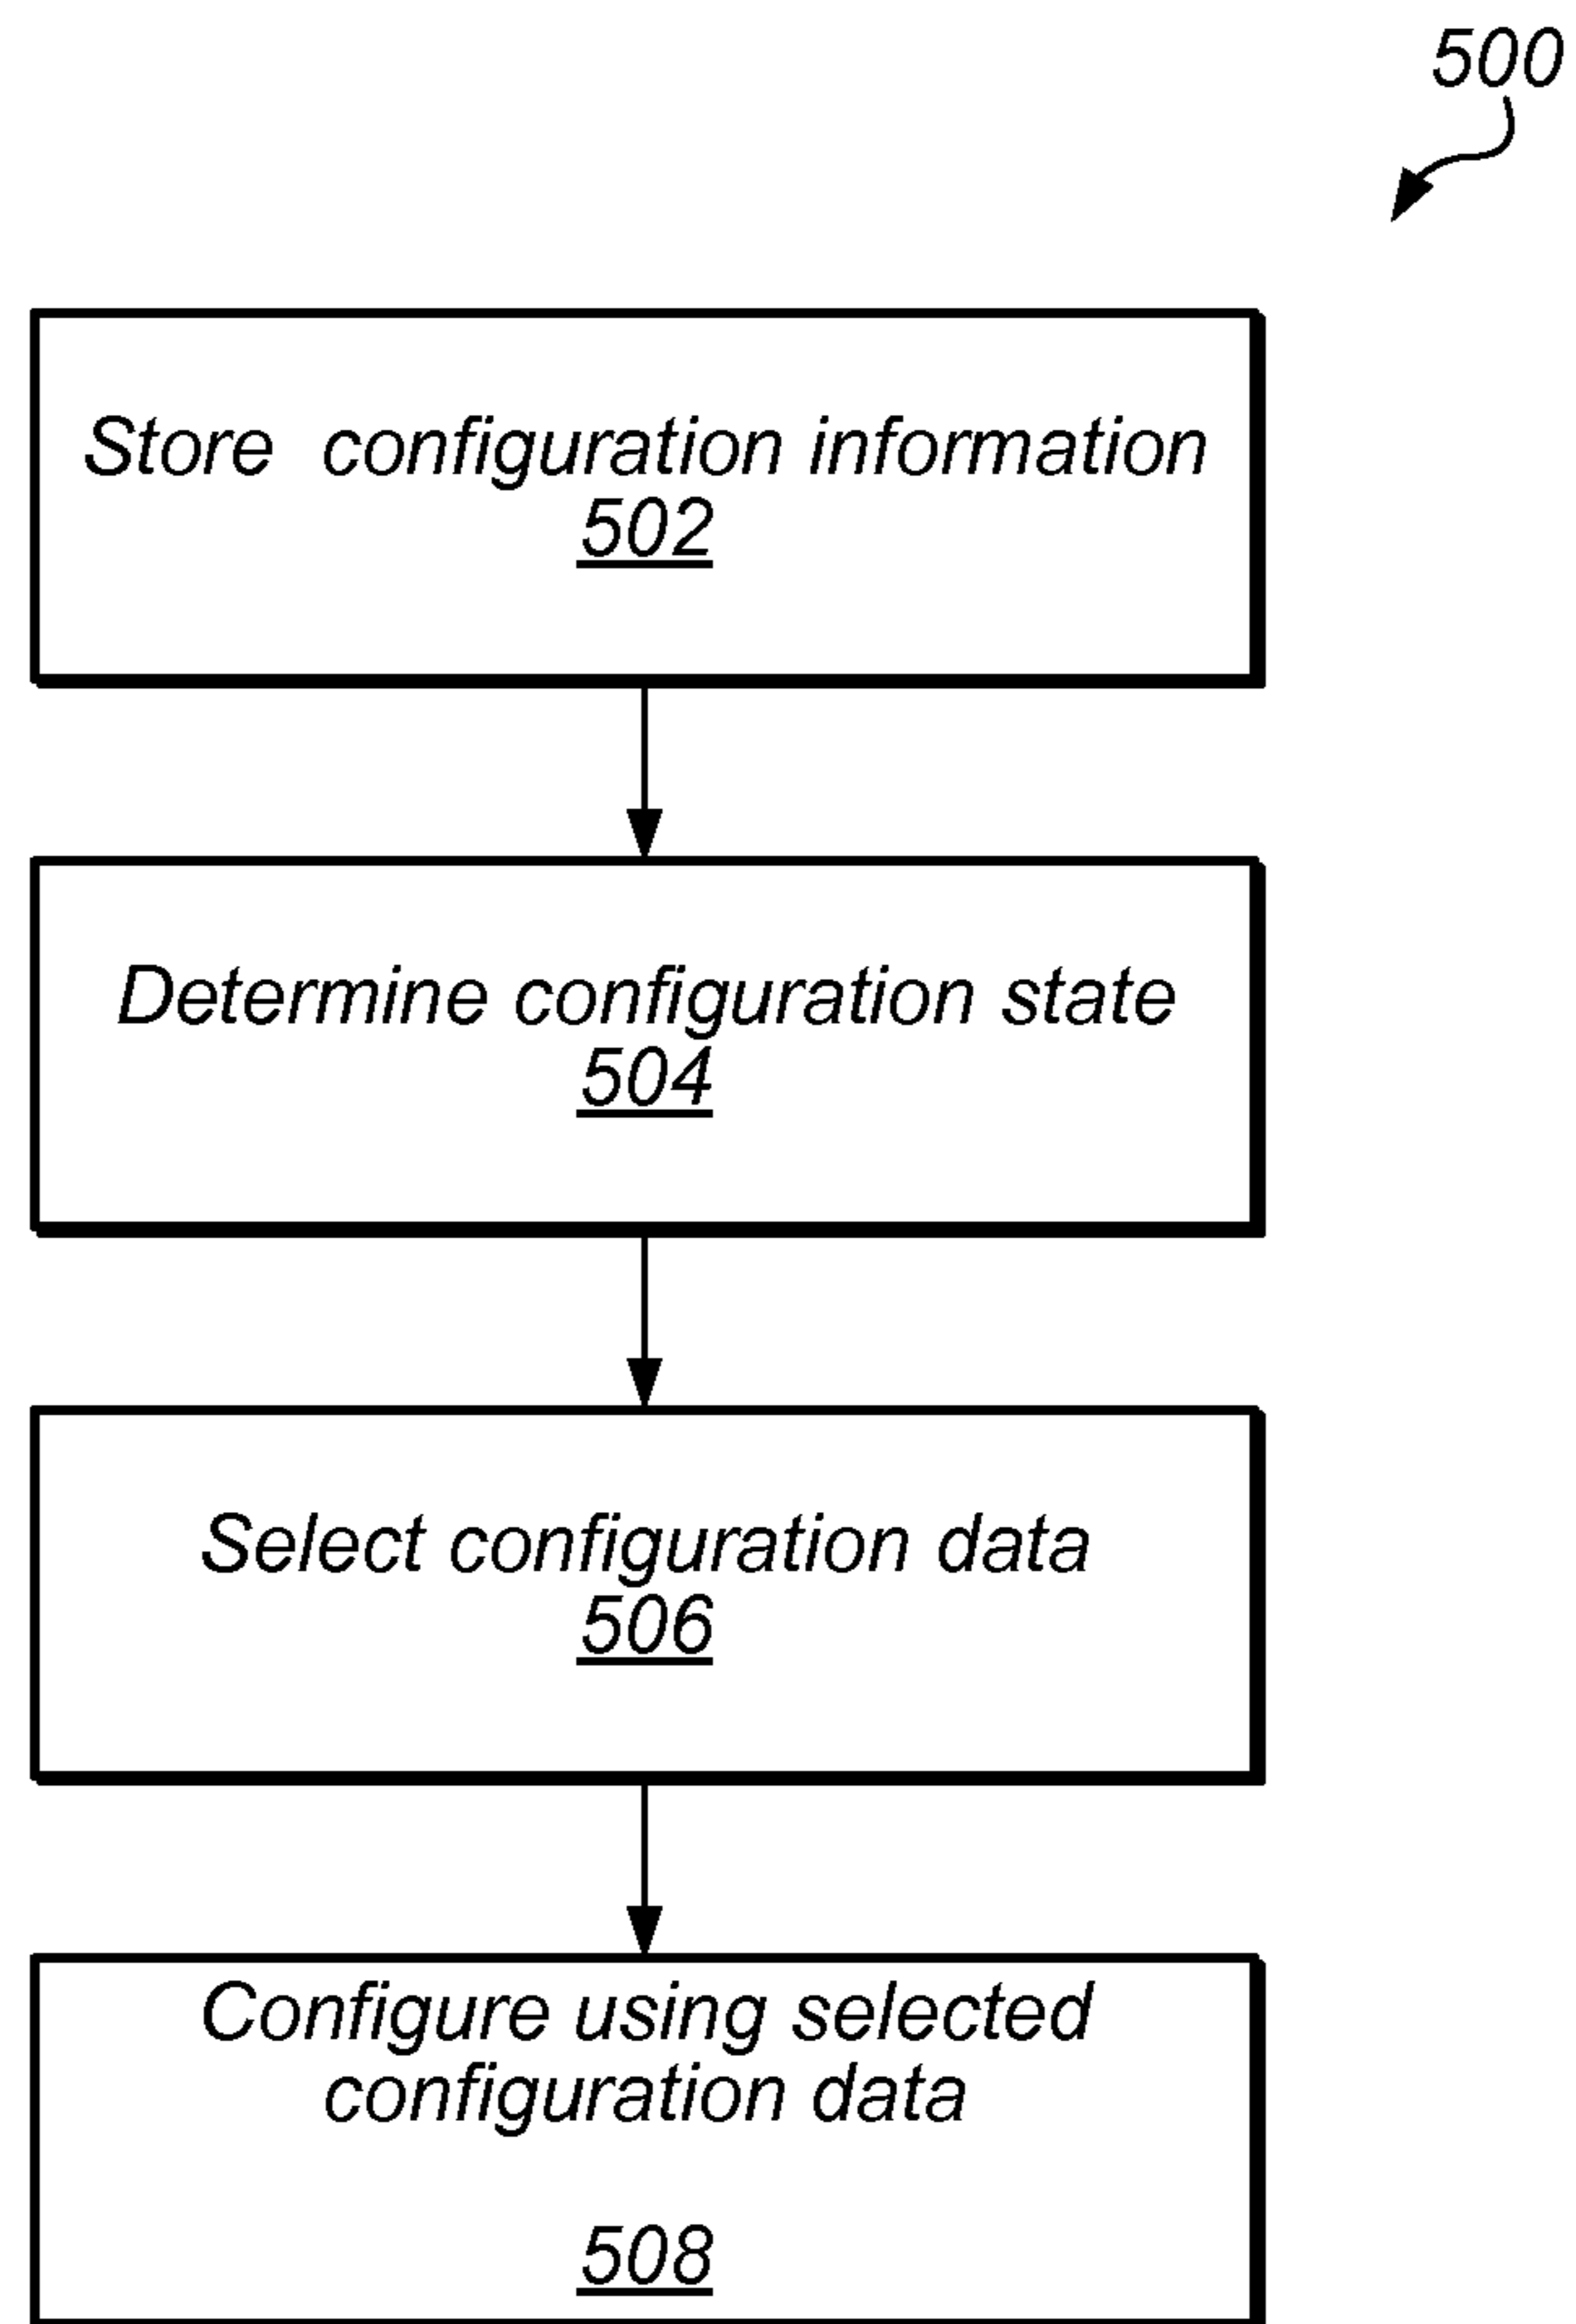 500
Store configuration information
502
Determine configuration state
504
Select configuration data
506
Configure using selected
configuration data
508